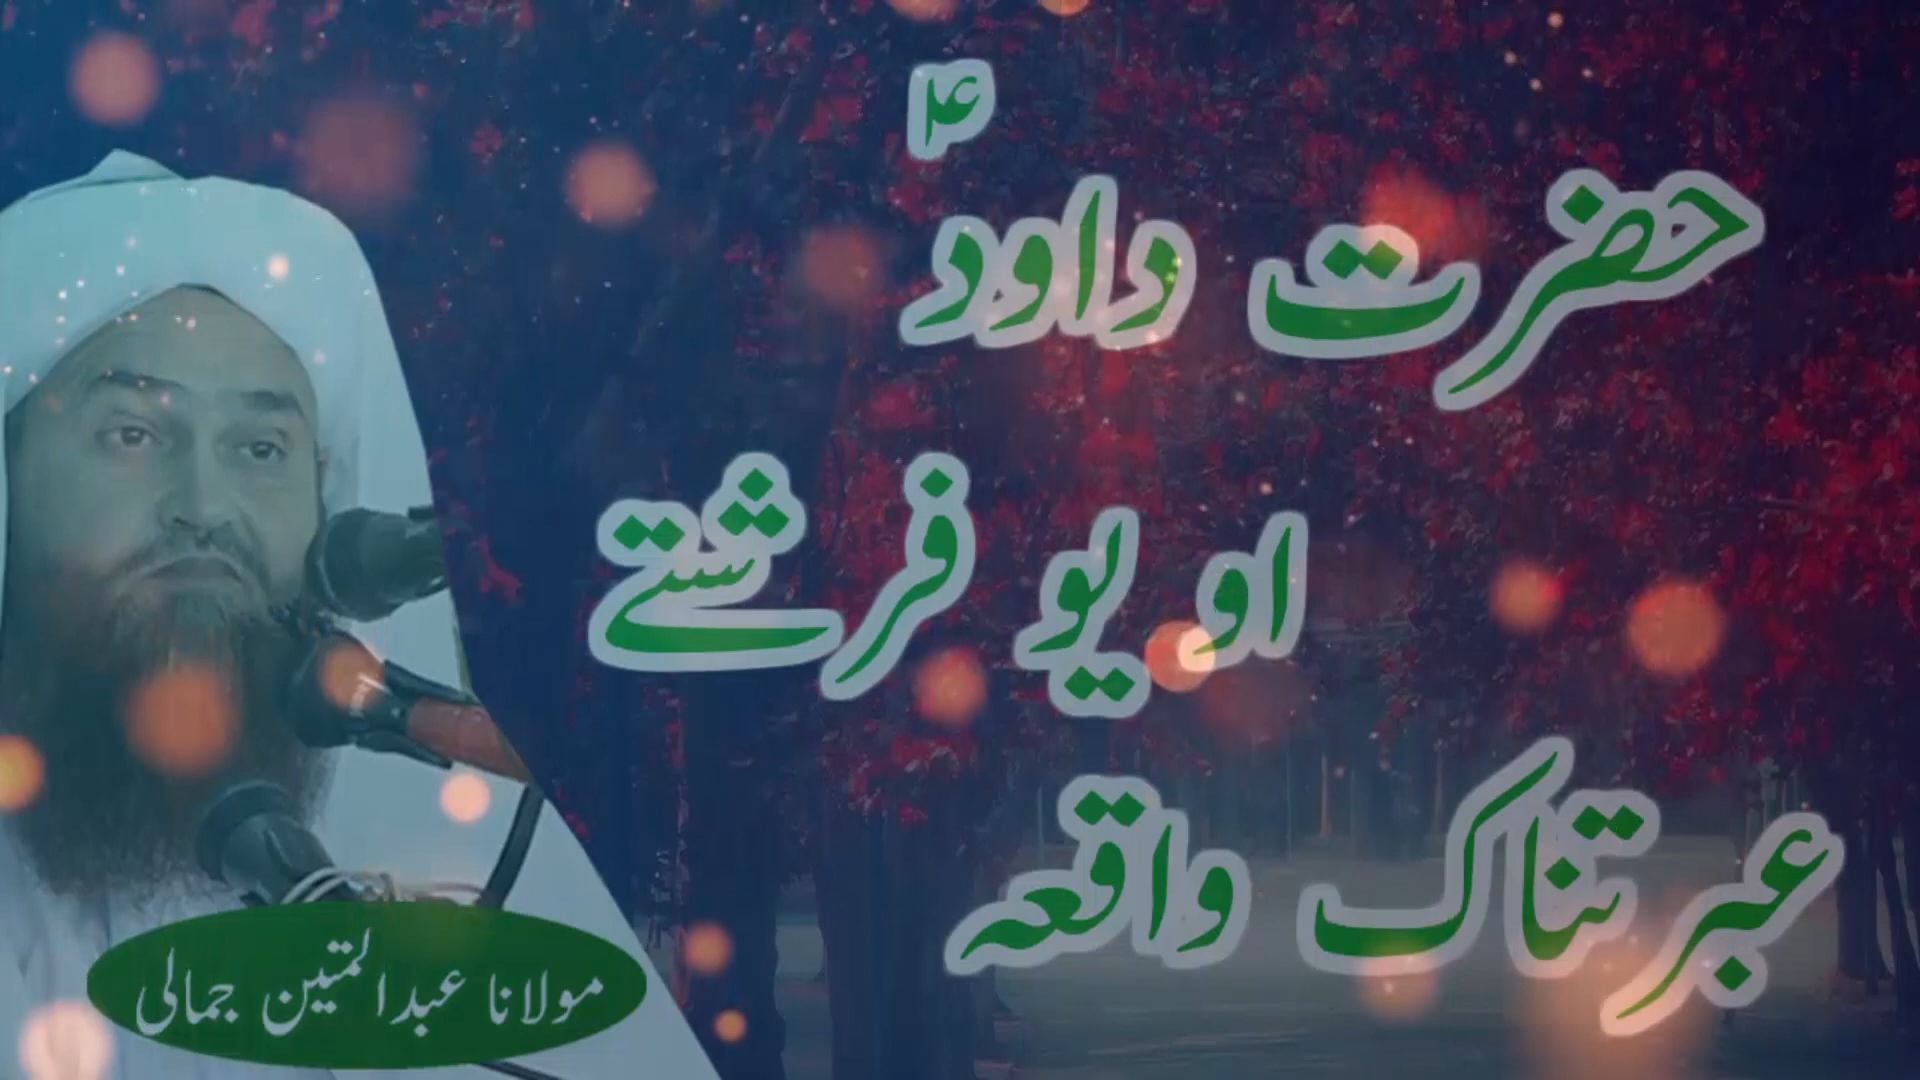 حضرت داود ؑ
او یو فرشتے
عبرتناک واقعہ
مولانا عبدالمتین جمالی